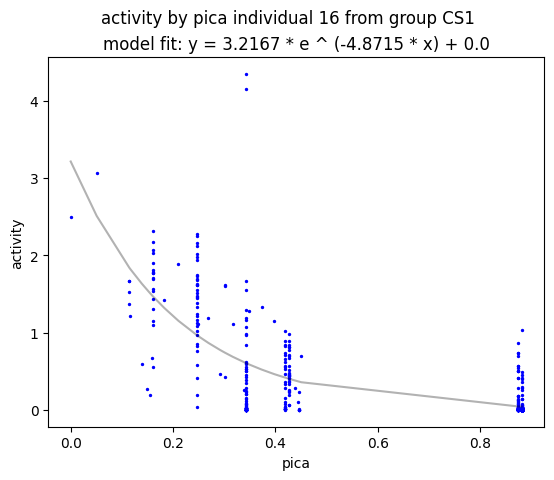 activity by pica individual 16 from group CS1
model fit: y = 3.2167 * e ^ (-4.8715 * x) + 0.0
4
3
2
1
0
activity
0.0 0.2 0.4 0.6 0.8
pica